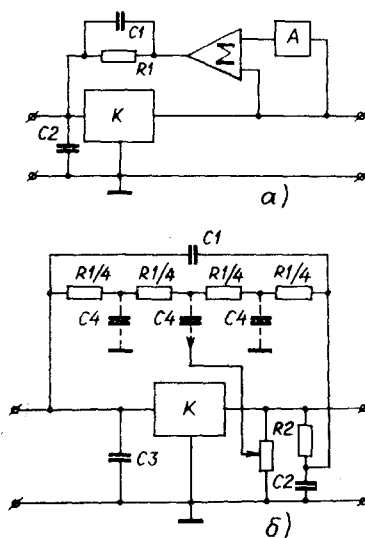 C1
R1
Σ
A
C2
K
а)
C1
R1/4 R1/4 R1/4 R1/4
C4 C4 C4
K
R2
C3
C2
б)